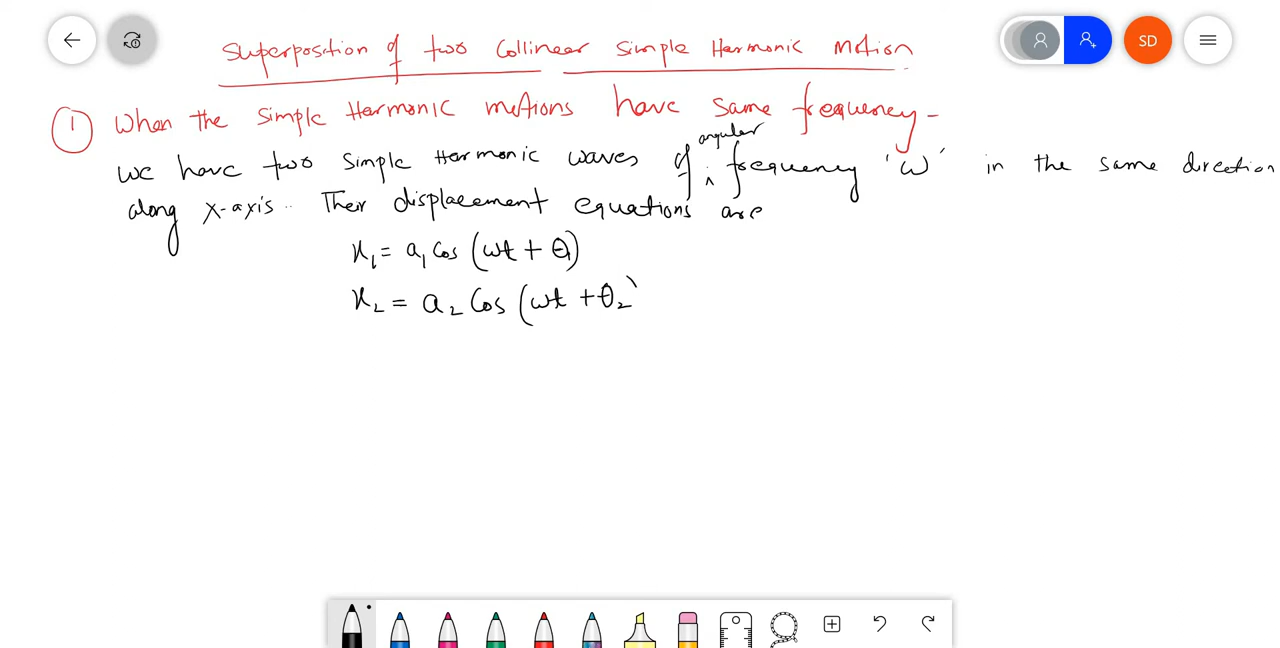 Superposition of two Collinear Simple Harmonic Motion
SD
① When the Simple Harmonic motions have same frequency -
We have two Simple Harmonic waves of angular frequency 'ω' in the same direction
along X-axis. Their displacement equations are
x₁ = a₁ cos (ωt + θ₁)
x₂ = a₂ Cos (ωt + θ₂)